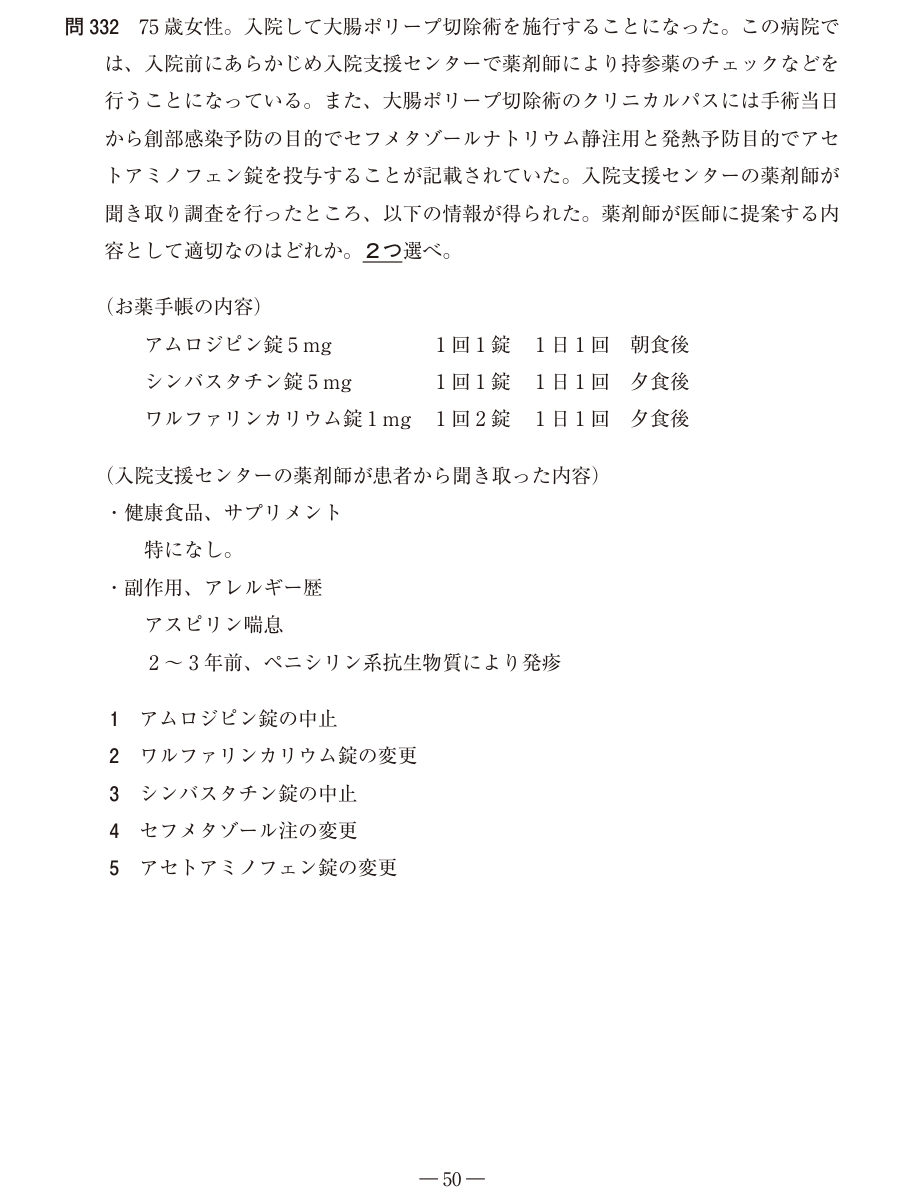 問 332　75 歳女性。入院して大腸ポリープ切除術を施行することになった。この病院で
は、入院前にあらかじめ入院支援センターで薬剤師により持参薬のチェックなどを
行うことになっている。また、大腸ポリープ切除術のクリニカルパスには手術当日
から創部感染予防の目的でセフメタゾールナトリウム静注用と発熱予防目的でアセ
トアミノフェン錠を投与することが記載されていた。入院支援センターの薬剤師が
聞き取り調査を行ったところ、以下の情報が得られた。薬剤師が医師に提案する内
容として適切なのはどれか。２つ選べ。
（お薬手帳の内容）
アムロジピン錠５mg　１回１錠　１日１回　朝食後
シンバスタチン錠５mg　１回１錠　１日１回　夕食後
ワルファリンカリウム錠１mg　１回２錠　１日１回　夕食後
（入院支援センターの薬剤師が患者から聞き取った内容）
・健康食品、サプリメント
特になし。
・副作用、アレルギー歴
アスピリン喘息
２～３年前、ペニシリン系抗生物質により発疹
1　アムロジピン錠の中止
2　ワルファリンカリウム錠の変更
3　シンバスタチン錠の中止
4　セフメタゾール注の変更
5　アセトアミノフェン錠の変更
― 50 ―